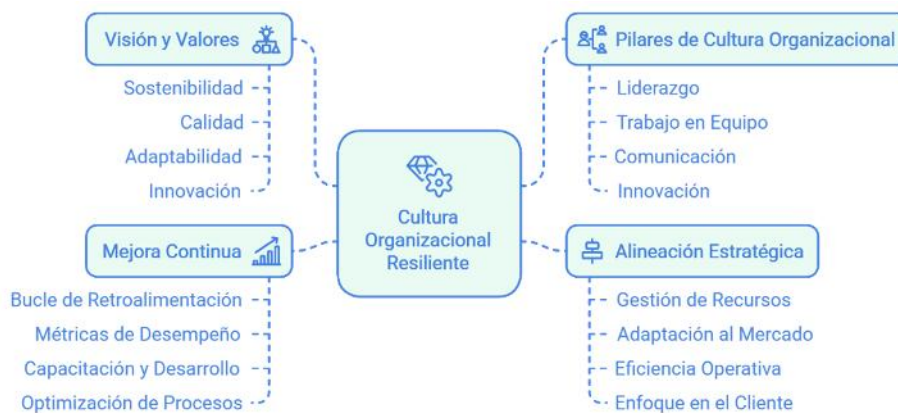 Visión y Valores
Sostenibilidad
Calidad
Adaptabilidad
Innovación
Pilares de Cultura Organizacional
Liderazgo
Trabajo en Equipo
Comunicación
Innovación
Cultura
Organizacional
Resiliente
Mejora Continua
Bucle de Retroalimentación
Métricas de Desempeño
Capacitación y Desarrollo
Optimización de Procesos
Alineación Estratégica
Gestión de Recursos
Adaptación al Mercado
Eficiencia Operativa
Enfoque en el Cliente